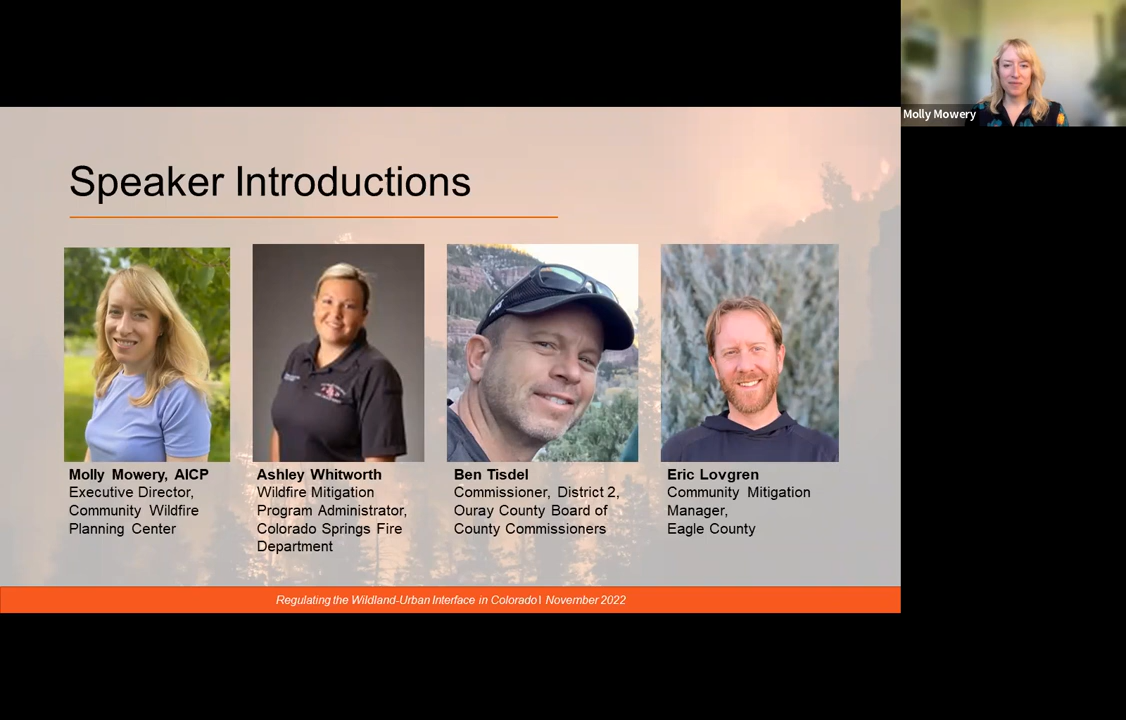 Molly Mowery
Speaker Introductions
Molly Mowery, AICP
Executive Director,
Community Wildfire
Planning Center
Ashley Whitworth
Wildfire Mitigation
Program Administrator,
Colorado Springs Fire
Department
Ben Tisdel
Commissioner, District 2,
Ouray County Board of
County Commissioners
Eric Lovgren
Community Mitigation
Manager,
Eagle County
Regulating the Wildland-Urban Interface in Colorado| November 2022